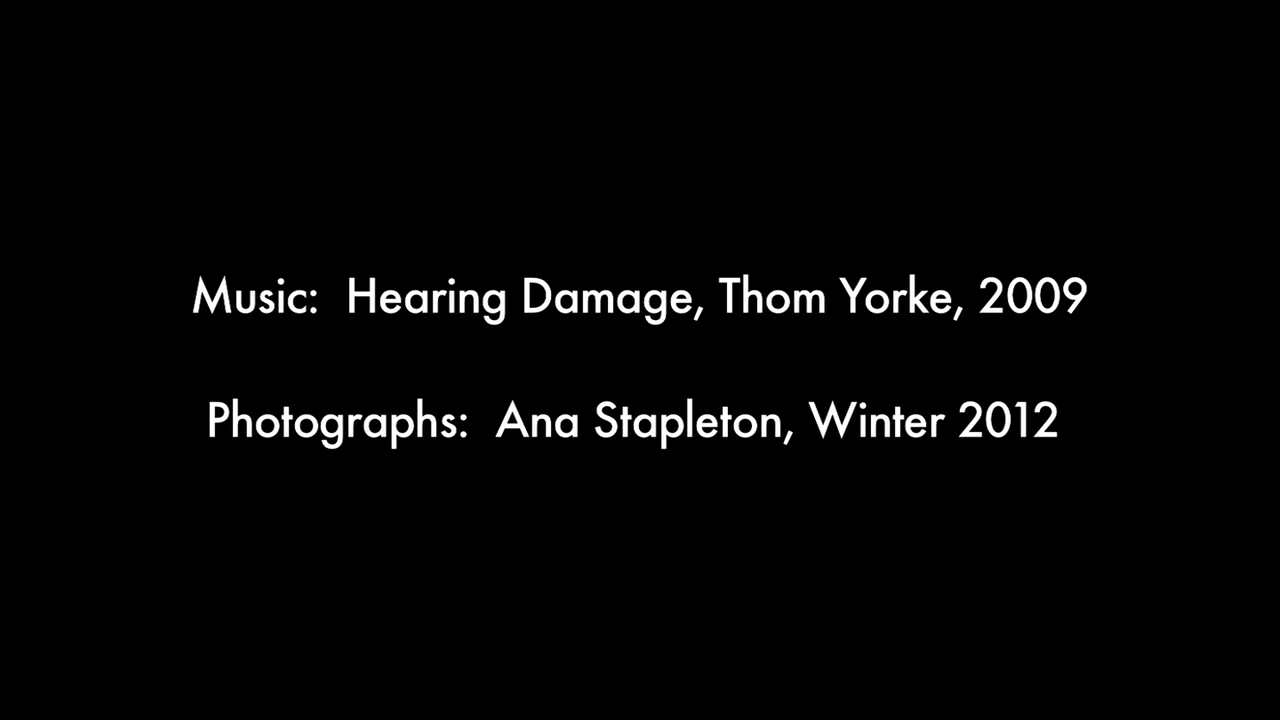 Music:  Hearing Damage, Thom Yorke, 2009
Photographs:  Ana Stapleton, Winter 2012